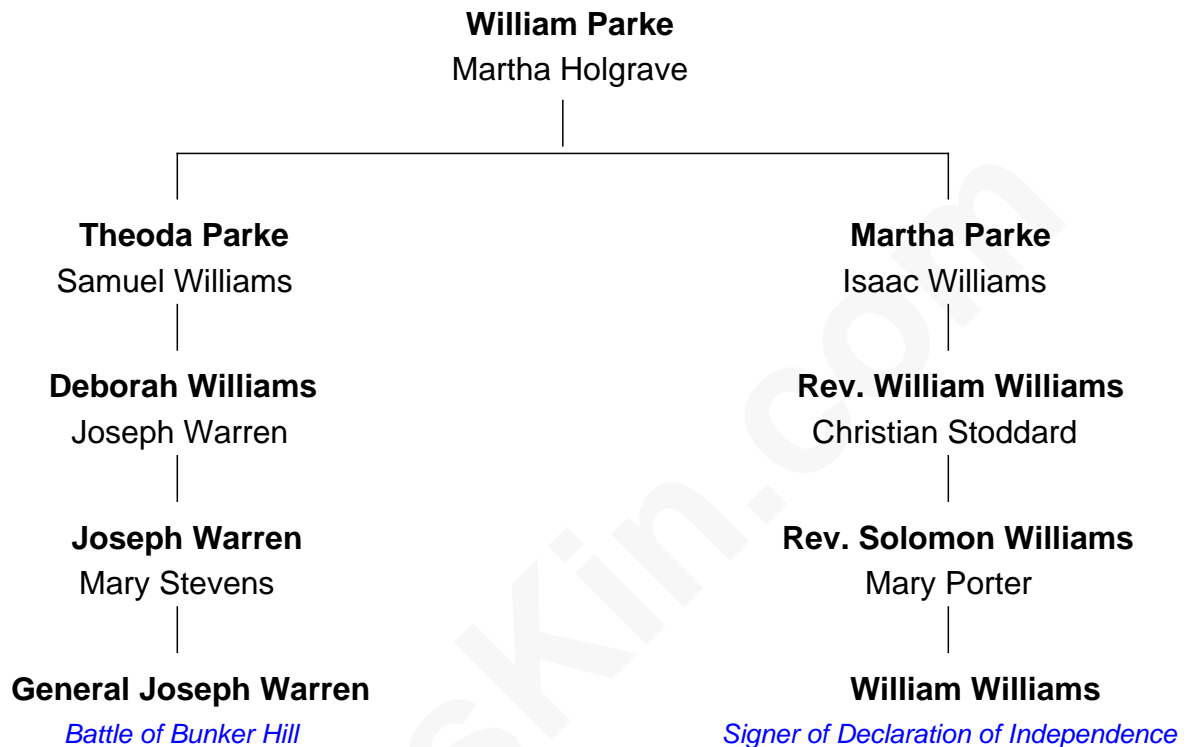 William Parke
Martha Holgrave
Theoda Parke
Samuel Williams
Martha Parke
Isaac Williams
Deborah Williams
Joseph Warren
Rev. William Williams
Christian Stoddard
Joseph Warren
Mary Stevens
Rev. Solomon Williams
Mary Porter
General Joseph Warren
Battle of Bunker Hill
William Williams
Signer of Declaration of Independence
sKin.com